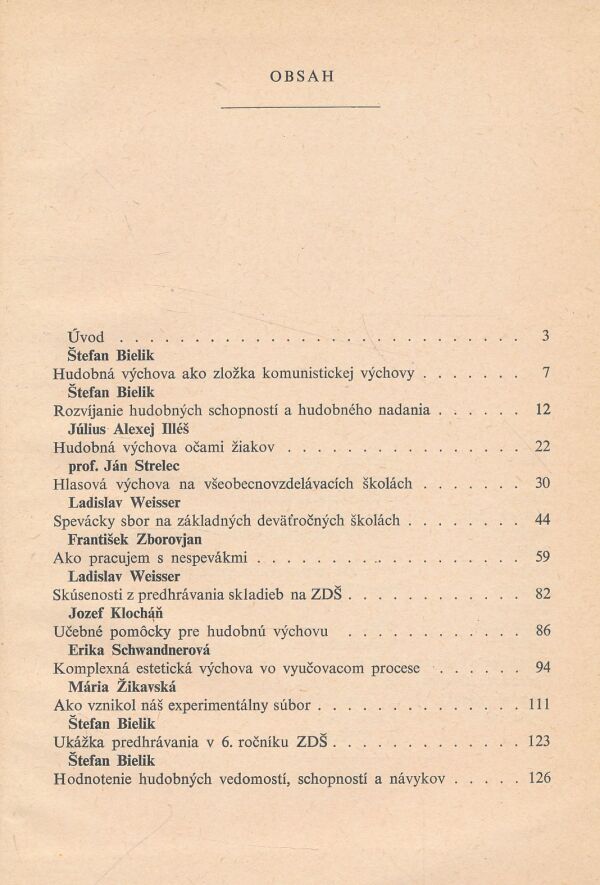 OBSAH
Úvod . . . . . . . . . . . . . . . . . . . . . . . . . . . . 3
Štefan Bielik
Hudobná výchova ako zložka komunistickej výchovy . . . . . . . 7
Štefan Bielik
Rozvíjanie hudobných schopností a hudobného nadania . . . . . . 12
Július Alexej Illéš
Hudobná výchova očami žiakov . . . . . . . . . . . . . . . . 22
prof. Ján Strelec
Hlasová výchova na všeobecnovzdelávacích školách . . . . . . . 30
Ladislav Weisser
Spevácky sbor na základných deväťročných školách . . . . . . . . 44
František Zborovjan
Ako pracujem s nespevákmi . . . . . . . . . . . . . . . . . . 59
Ladislav Weisser
Skúsenosti z predhrávania skladieb na ZDŠ . . . . . . . . . . . . 82
Jozef Klocháň
Učebné pomôcky pre hudobnú výchovu . . . . . . . . . . . . 86
Erika Schwandnerová
Komplexná estetická výchova vo vyučovacom procese . . . . . . 94
Mária Žikavská
Ako vznikol náš experimentálny súbor . . . . . . . . . . . . . . 111
Štefan Bielik
Ukážka predhrávania v 6. ročníku ZDŠ . . . . . . . . . . . . . 123
Štefan Bielik
Hodnotenie hudobných vedomostí, schopností a návykov . . . . . 126